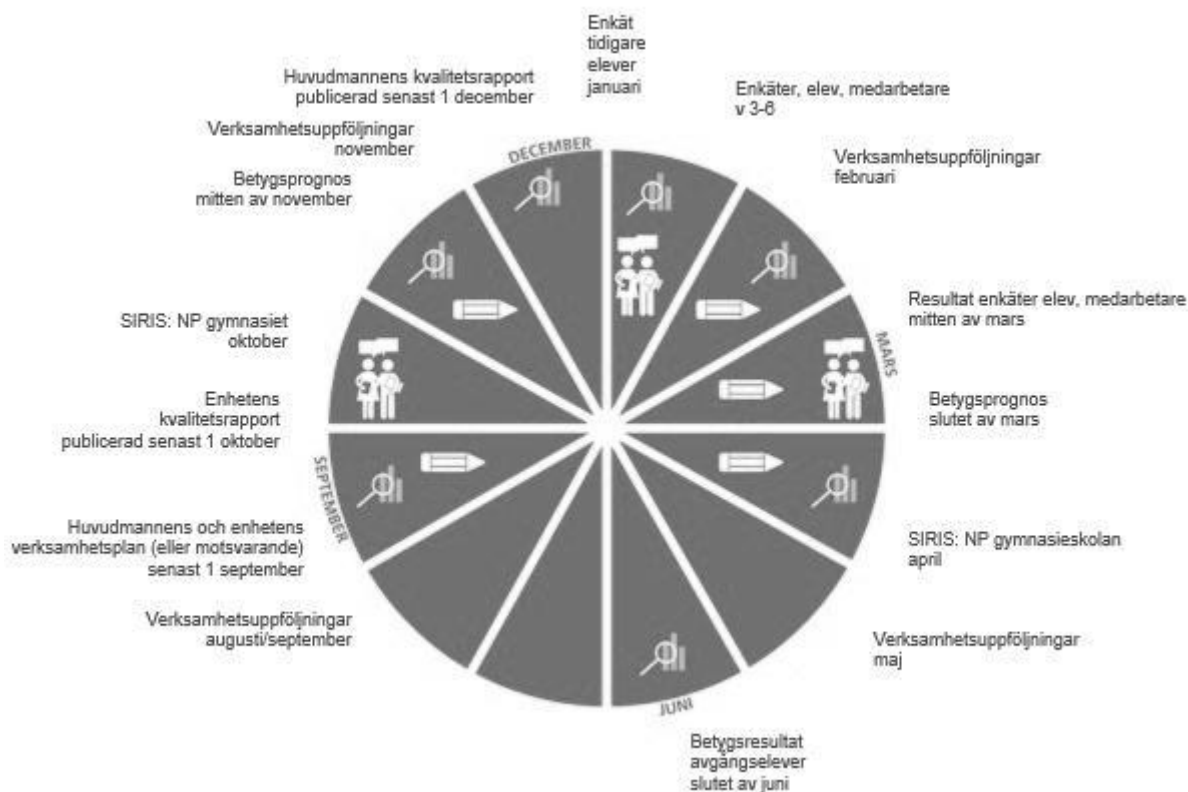 Enkät
tidigare
elever
januari
Enkäter, elev, medarbetare
v 3-6
Verksamhetsuppföljningar
februari
Resultat enkäter elev, medarbetare
mitten av mars
MARS
Betygsprognos
slutet av mars
SIRIS: NP gymnasieskolan
april
Verksamhetsuppföljningar
maj
JUNI
Betygsresultat
avgångselever
slutet av juni
Verksamhetsuppföljningar
augusti/september
Huvudmannens och enhetens
verksamhetsplan (eller motsvarande)
senast 1 september
SEPTEMBER
Enhetens
kvalitetsrapport
publicerad senast 1 oktober
SIRIS: NP gymnasiet
oktober
Betygsprognos
mitten av november
Verksamhetsuppföljningar
november
Huvudmannens kvalitetsrapport
publicerad senast 1 december
DECEMBER